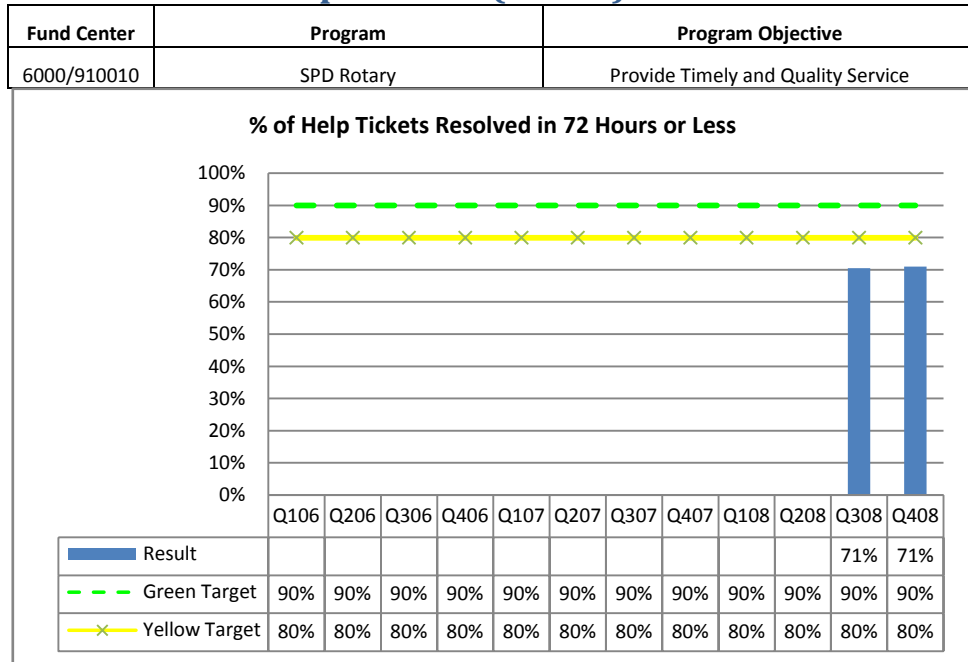 Fund Center Program Program Objective
6000/910010 SPD Rotary Provide Timely and Quality Service
% of Help Tickets Resolved in 72 Hours or Less
100%
90%
80%
70%
60%
50%
40%
30%
20%
10%
0%
Q106 Q206 Q306 Q406 Q107 Q207 Q307 Q407 Q108 Q208 Q308 Q408
Result 71% 71%
Green Target 90% 90% 90% 90% 90% 90% 90% 90% 90% 90% 90% 90%
Yellow Target 80% 80% 80% 80% 80% 80% 80% 80% 80% 80% 80% 80%